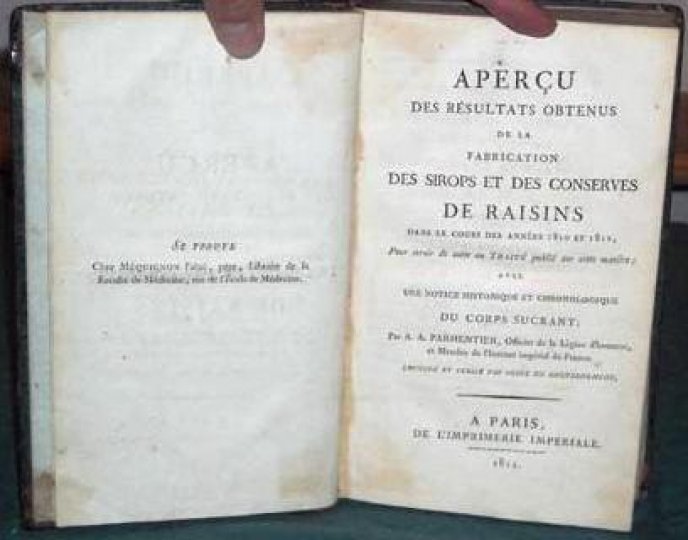 Se trouve
Chez MÉQUIGNON l'aîné, père, Libraire de la
Faculté de Médecine, rue de l'École de Médecine.
APERÇU
DES RÉSULTATS OBTENUS
DE LA
FABRICATION
DES SIROPS ET DES CONSERVES
DE RAISINS
DANS LE COURS DES ANNÉES 1810 ET 1811,
Pour servir de suite au TRAITÉ publié sur cette matière;
AVEC
UNE NOTICE HISTORIQUE ET CHRONOLOGIQUE
DU CORPS SUCRANT;
Par A. A. PARMENTIER, Officier de la Légion d'honneur,
et Membre de l'Institut impérial de France.
IMPRIMÉ ET PUBLIÉ PAR ORDRE DU GOUVERNEMENT.
A PARIS,
DE L'IMPRIMERIE IMPÉRIALE.
1812.